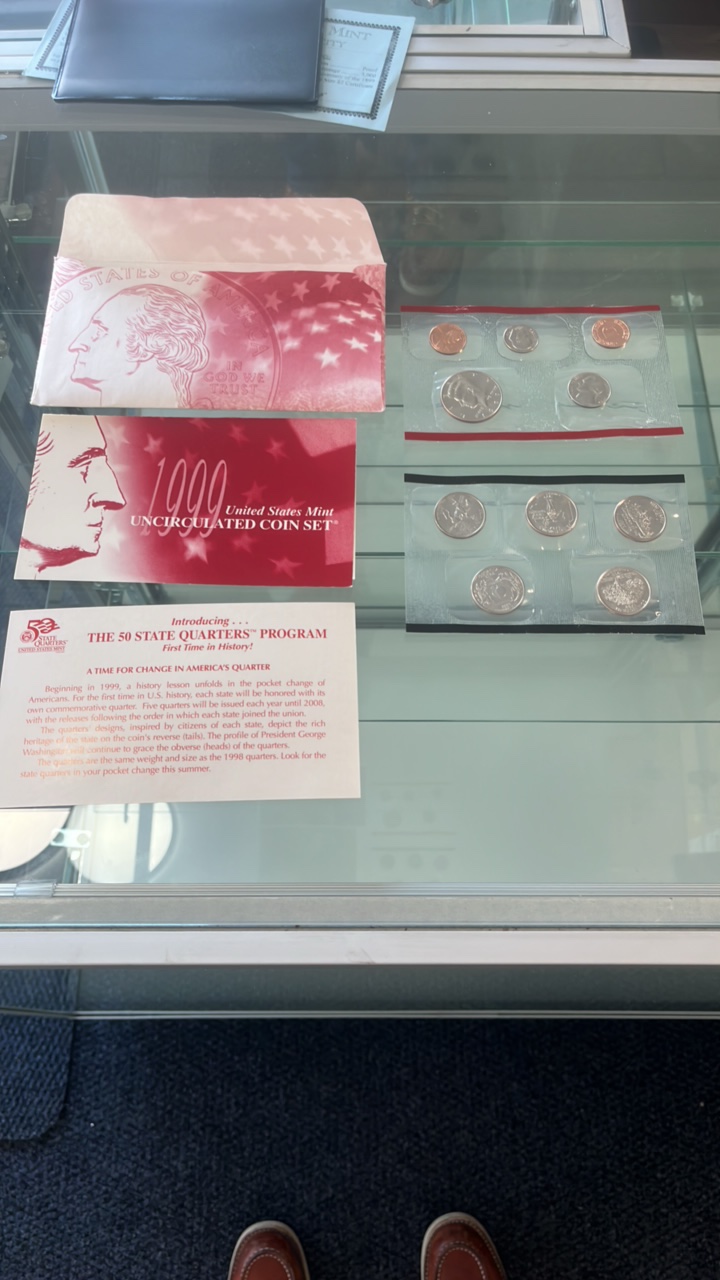 MINT
ED STATES OF
IN
GOD WE
TRUST
1999
United States Mint
UNCIRCULATED COIN SET®
50
STATE
QUARTERS
UNITED STATES MINT
Introducing . . .
THE 50 STATE QUARTERS™ PROGRAM
First Time in History!
A TIME FOR CHANGE IN AMERICA'S QUARTER
Beginning in 1999, a history lesson unfolds in the pocket change of
Americans. For the first time in U.S. history, each state will be honored with its
own commemorative quarter. Five quarters will be issued each year until 2008,
with the releases following the order in which each state joined the union.
The quarters' designs, inspired by citizens of each state, depict the rich
heritage of the state on the coin's reverse (tails). The profile of President George
Washington will continue to grace the obverse (heads) of the quarters.
The quarters are the same weight and size as the 1998 quarters. Look for the
state quarters in your pocket change this summer.